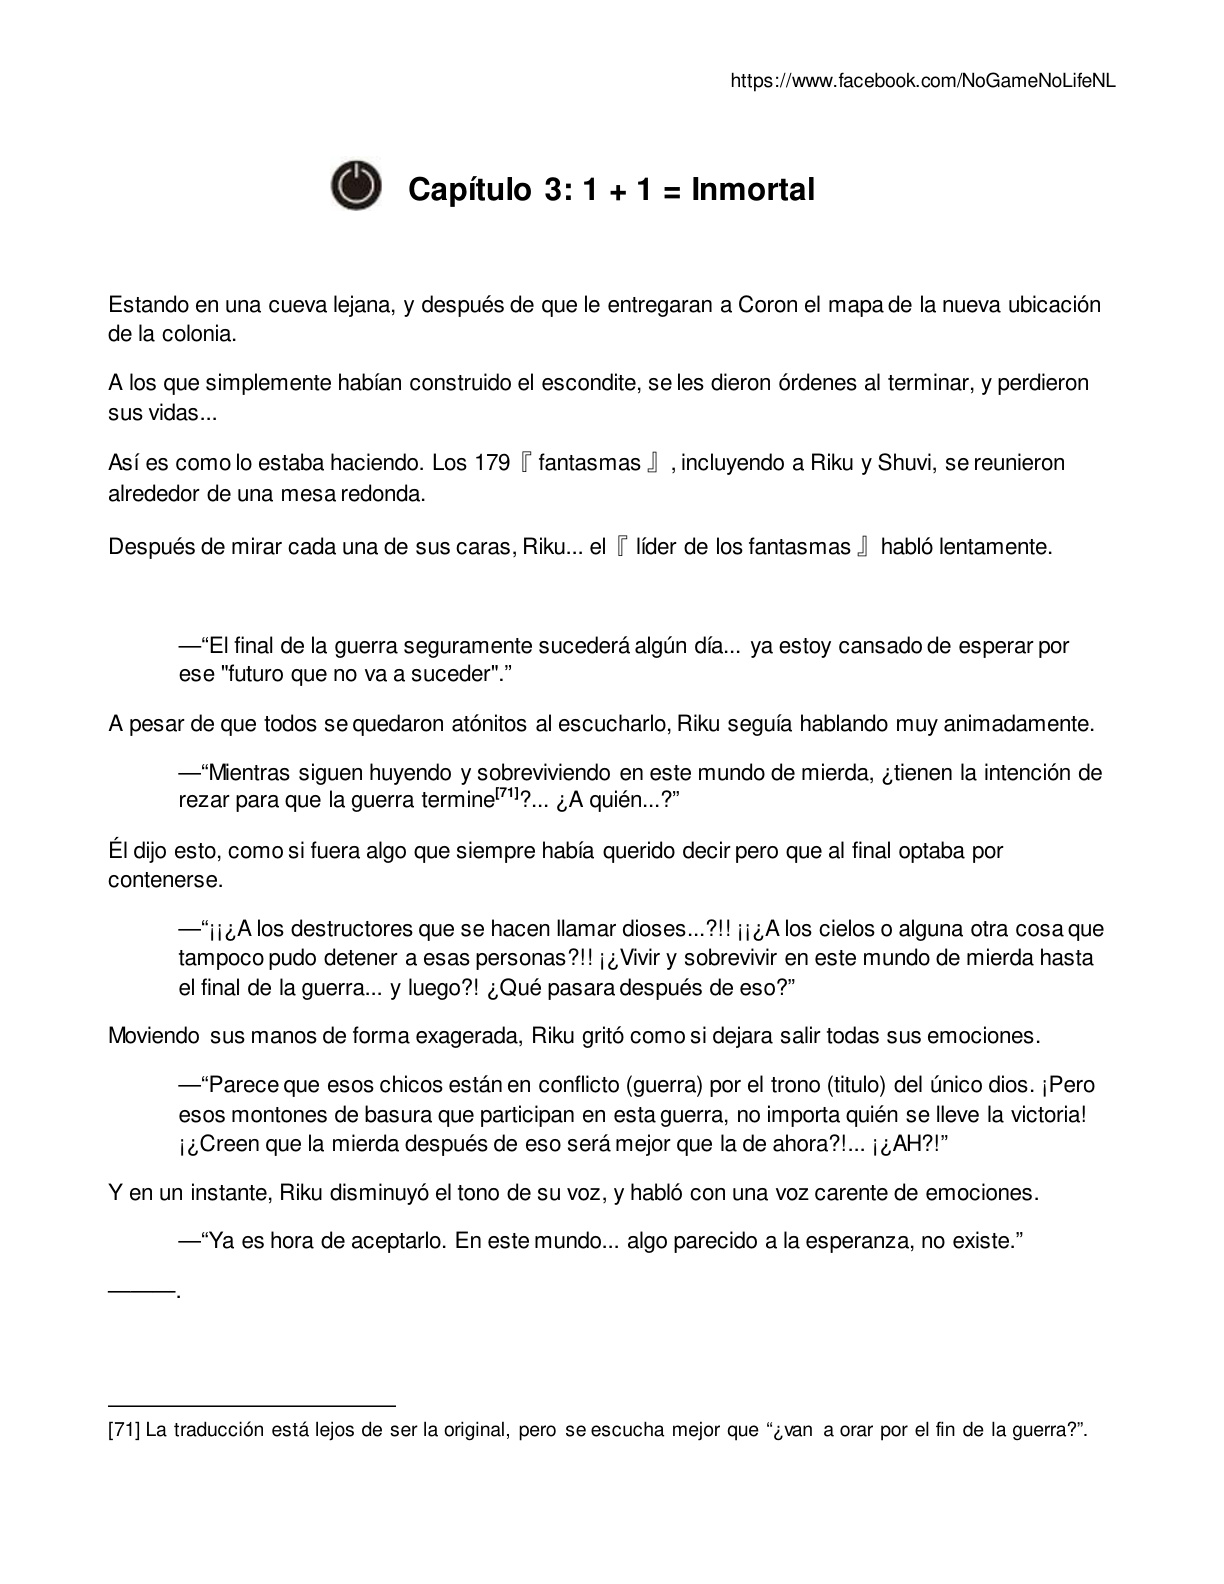 https://www.facebook.com/NoGameNoLifeNL
Capítulo 3: 1 + 1 = Inmortal
Estando en una cueva lejana, y después de que le entregaran a Coron el mapa de la nueva ubicación
de la colonia.
A los que simplemente habían construido el escondite, se les dieron órdenes al terminar, y perdieron
sus vidas...
Así es como lo estaba haciendo. Los 179『 fantasmas 』, incluyendo a Riku y Shuvi, se reunieron
alrededor de una mesa redonda.
Después de mirar cada una de sus caras, Riku... el『 líder de los fantasmas 』habló lentamente.
—“El final de la guerra seguramente sucederá algún día... ya estoy cansado de esperar por
ese "futuro que no va a suceder".”
A pesar de que todos se quedaron atónitos al escucharlo, Riku seguía hablando muy animadamente.
—“Mientras siguen huyendo y sobreviviendo en este mundo de mierda, ¿tienen la intención de
rezar para que la guerra termine[71]?... ¿A quién...?”
Él dijo esto, como si fuera algo que siempre había querido decir pero que al final optaba por
contenerse.
—“¡¡¿A los destructores que se hacen llamar dioses...?!! ¡¡¿A los cielos o alguna otra cosa que
tampoco pudo detener a esas personas?!! ¡¿Vivir y sobrevivir en este mundo de mierda hasta
el final de la guerra... y luego?! ¿Qué pasara después de eso?”
Moviendo sus manos de forma exagerada, Riku gritó como si dejara salir todas sus emociones.
—“Parece que esos chicos están en conflicto (guerra) por el trono (titulo) del único dios. ¡Pero
esos montones de basura que participan en esta guerra, no importa quién se lleve la victoria!
¡¿Creen que la mierda después de eso será mejor que la de ahora?!... ¡¿AH?!”
Y en un instante, Riku disminuyó el tono de su voz, y habló con una voz carente de emociones.
—“Ya es hora de aceptarlo. En este mundo... algo parecido a la esperanza, no existe.”
———.
[71] La traducción está lejos de ser la original, pero se escucha mejor que “¿van a orar por el fin de la guerra?”.